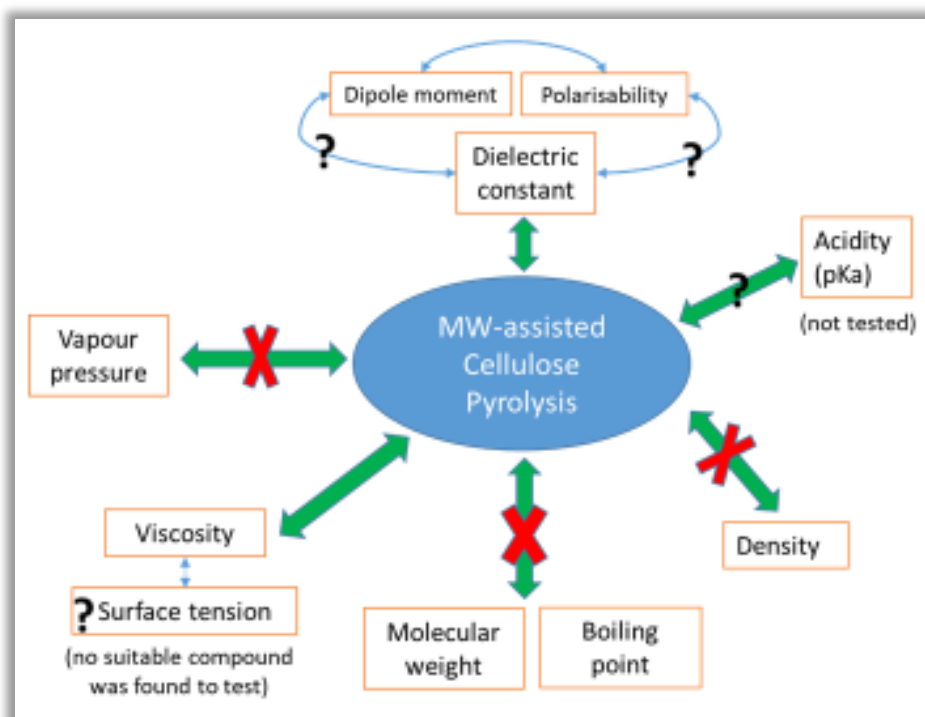 Dipole moment
Polarisability
?
?
Dielectric
constant
Acidity
(pKa)
?
(not tested)
MW-assisted
Cellulose
Pyrolysis
Vapour
pressure
Viscosity
? Surface tension
(no suitable compound
was found to test)
Molecular
weight
Boiling
point
Density